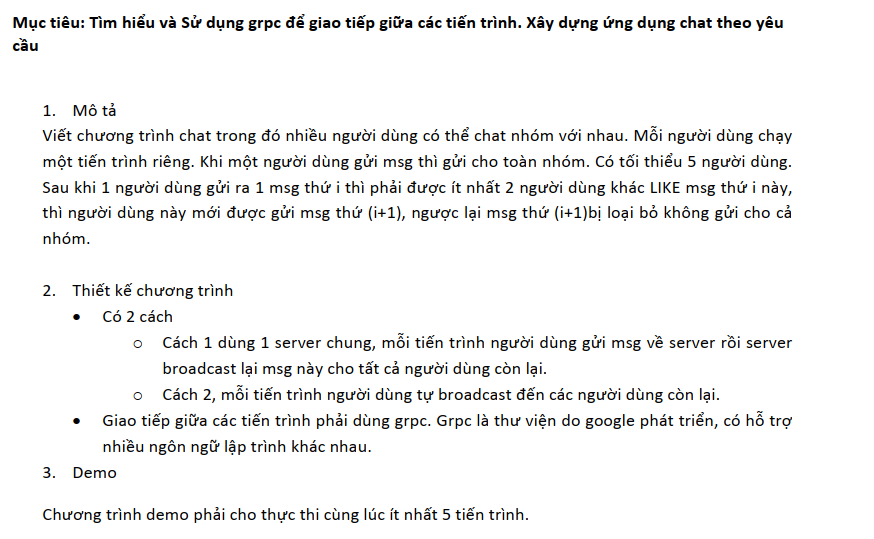 Mục tiêu: Tìm hiểu và Sử dụng grpc để giao tiếp giữa các tiến trình. Xây dựng ứng dụng chat theo yêu
cầu
1. Mô tả
Viết chương trình chat trong đó nhiều người dùng có thể chat nhóm với nhau. Mỗi người dùng chạy
một tiến trình riêng. Khi một người dùng gửi msg thì gửi cho toàn nhóm. Có tối thiểu 5 người dùng.
Sau khi 1 người dùng gửi ra 1 msg thứ i thì phải được ít nhất 2 người dùng khác LIKE msg thứ i này,
thì người dùng này mới được gửi msg thứ (i+1), ngược lại msg thứ (i+1)bị loại bỏ không gửi cho cả
nhóm.
2. Thiết kế chương trình
• Có 2 cách
o Cách 1 dùng 1 server chung, mỗi tiến trình người dùng gửi msg về server rồi server
broadcast lại msg này cho tất cả người dùng còn lại.
o Cách 2, mỗi tiến trình người dùng tự broadcast đến các người dùng còn lại.
• Giao tiếp giữa các tiến trình phải dùng grpc. Grpc là thư viện do google phát triển, có hỗ trợ
nhiều ngôn ngữ lập trình khác nhau.
3. Demo
Chương trình demo phải cho thực thi cùng lúc ít nhất 5 tiến trình.